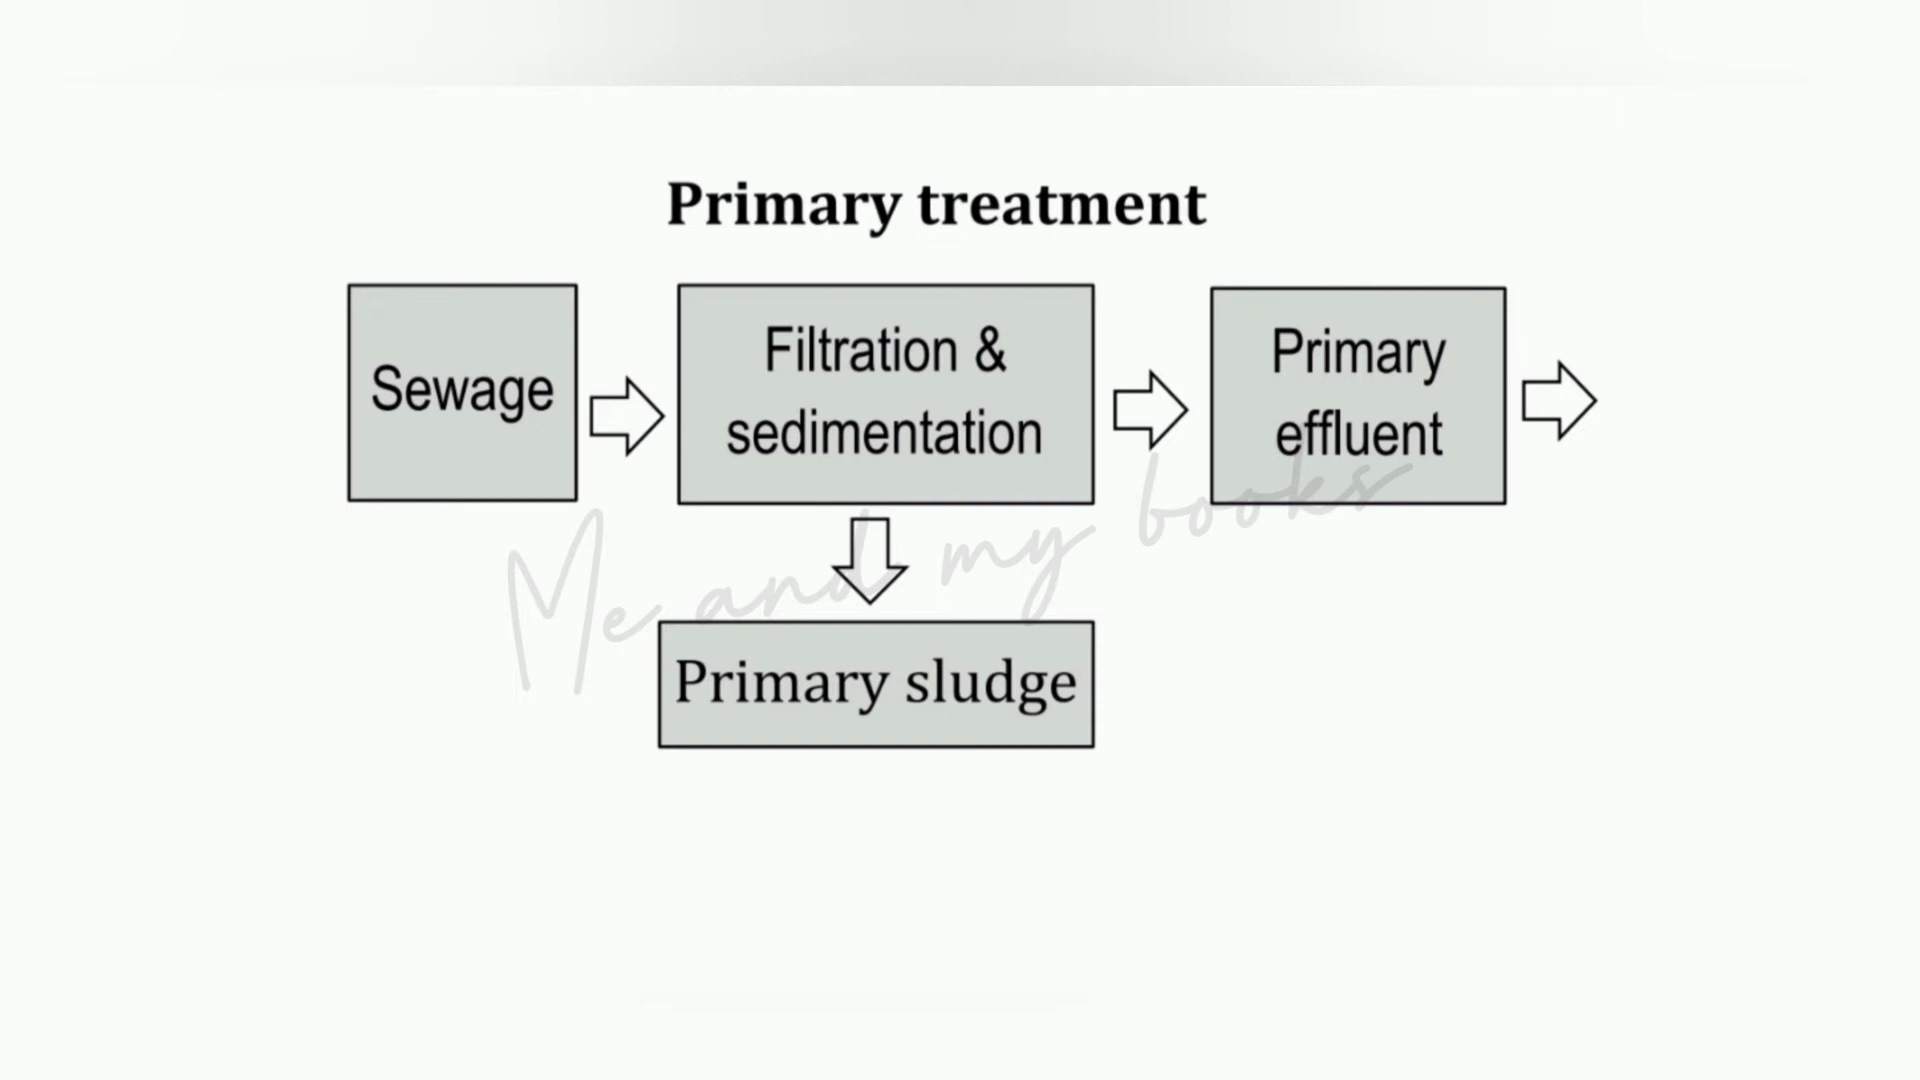 Primary treatment
Sewage
Filtration &
sedimentation
Primary
effluent
Primary sludge
Me and my books